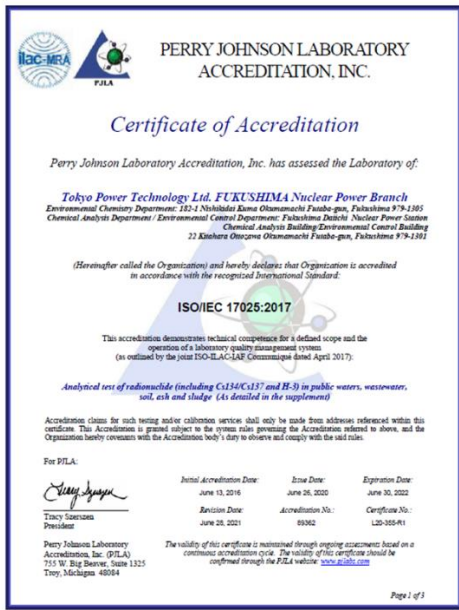 ilac-MRA
PJLA
PERRY JOHNSON LABORATORY
ACCREDITATION, INC.
Certificate of Accreditation
Perry Johnson Laboratory Accreditation, Inc. has assessed the Laboratory of:
Tokyo Power Technology Ltd. FUKUSHIMA Nuclear Power Branch
Environmental Chemistry Department: 182-1 Nishikidai Kuma Okumamachi Futaba-gun, Fukushima 979-1305
Chemical Analysis Department / Environmental Control Department: Fukushima Daiichi Nuclear Power Station
Chemical Analysis Building/Environmental Control Building
22 Kitahara Ottozawa Okumamachi Futaba-gun, Fukushima 979-1301
(Hereinafter called the Organization) and hereby declares that Organization is accredited
in accordance with the recognized International Standard:
ISO/IEC 17025:2017
This accreditation demonstrates technical competence for a defined scope and the
operation of a laboratory quality management system
(as outlined by the joint ISO-ILAC-IAF Communiqué dated April 2017):
Analytical test of radionuclide (including Cs134/Cs137 and H-3) in public waters, wastewater,
soil, ash and sludge (As detailed in the supplement)
Accreditation claims for such testing and/or calibration services shall only be made from addresses referenced within this
certificate. This Accreditation is granted subject to the system rules governing the Accreditation referred to above, and the
Organization hereby covenants with the Accreditation body's duty to observe and comply with the said rules.
For PJLA:
Initial Accreditation Date: Issue Date: Expiration Date:
June 13, 2016 June 26, 2020 June 30, 2022
Revision Date: Accreditation No.: Certificate No.:
June 28, 2021 89362 L20-365-R1
Tracy Szerszen
President
Perry Johnson Laboratory
Accreditation, Inc. (PJLA)
755 W. Big Beaver, Suite 1325
Troy, Michigan 48084
The validity of this certificate is maintained through ongoing assessments based on a
continuous accreditation cycle. The validity of this certificate should be
confirmed through the PJLA website: www.pjlabs.com
Page 1 of 3